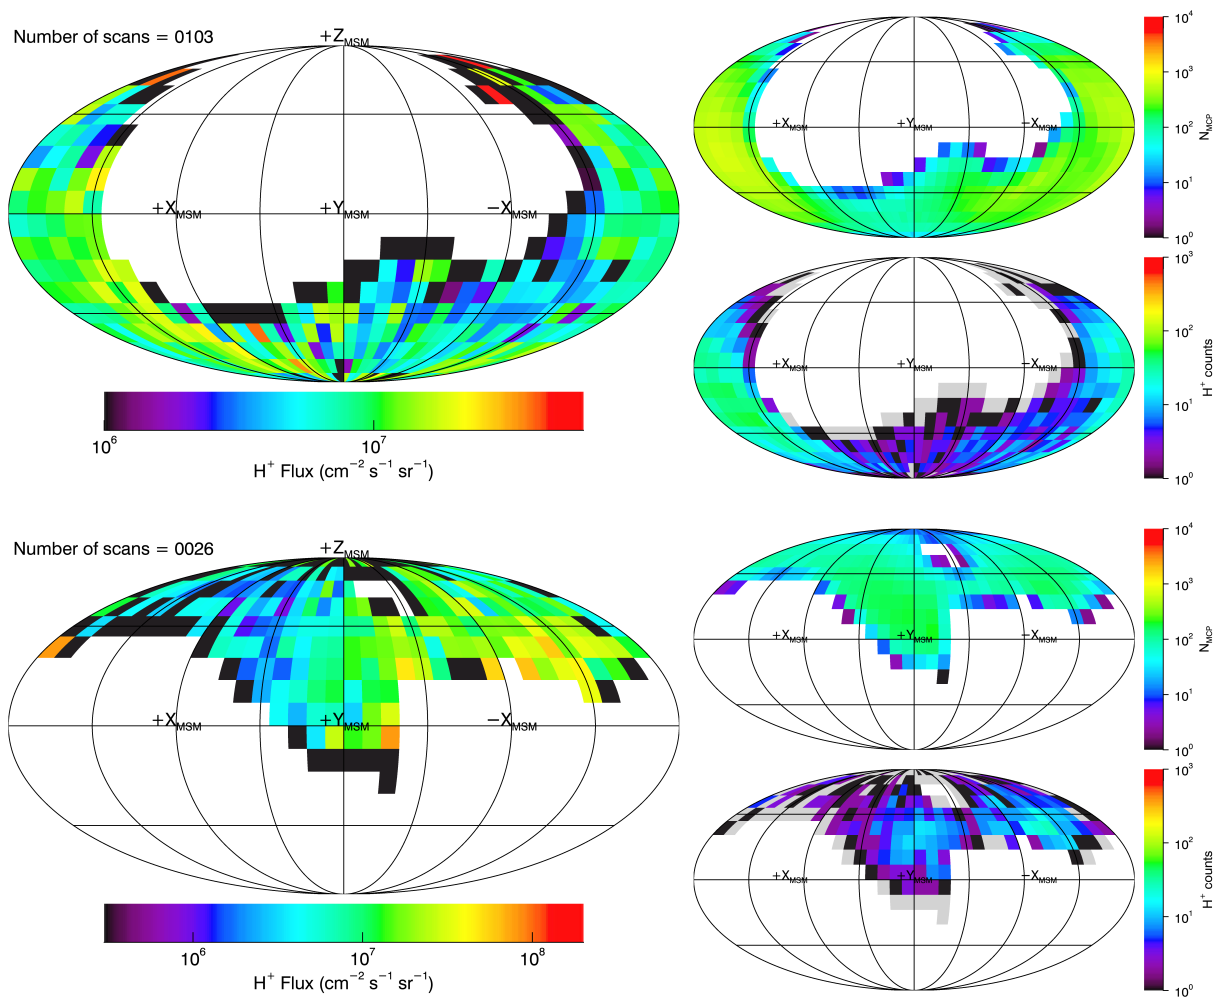 Number of scans = 0103
+Z_MSM
+X_MSM
+Y_MSM
−X_MSM
10^6
10^7
H^+ Flux (cm^−2 s^−1 sr^−1)
+X_MSM
+Y_MSM
−X_MSM
10^4
10^3
10^2
10^1
10^0
N_MCP
+X_MSM
+Y_MSM
−X_MSM
10^3
10^2
10^1
10^0
H^+ counts
Number of scans = 0026
+Z_MSM
+X_MSM
+Y_MSM
−X_MSM
10^6
10^7
10^8
H^+ Flux (cm^−2 s^−1 sr^−1)
+X_MSM
+Y_MSM
−X_MSM
10^4
10^3
10^2
10^1
10^0
N_MCP
+X_MSM
+Y_MSM
−X_MSM
10^3
10^2
10^1
10^0
H^+ counts